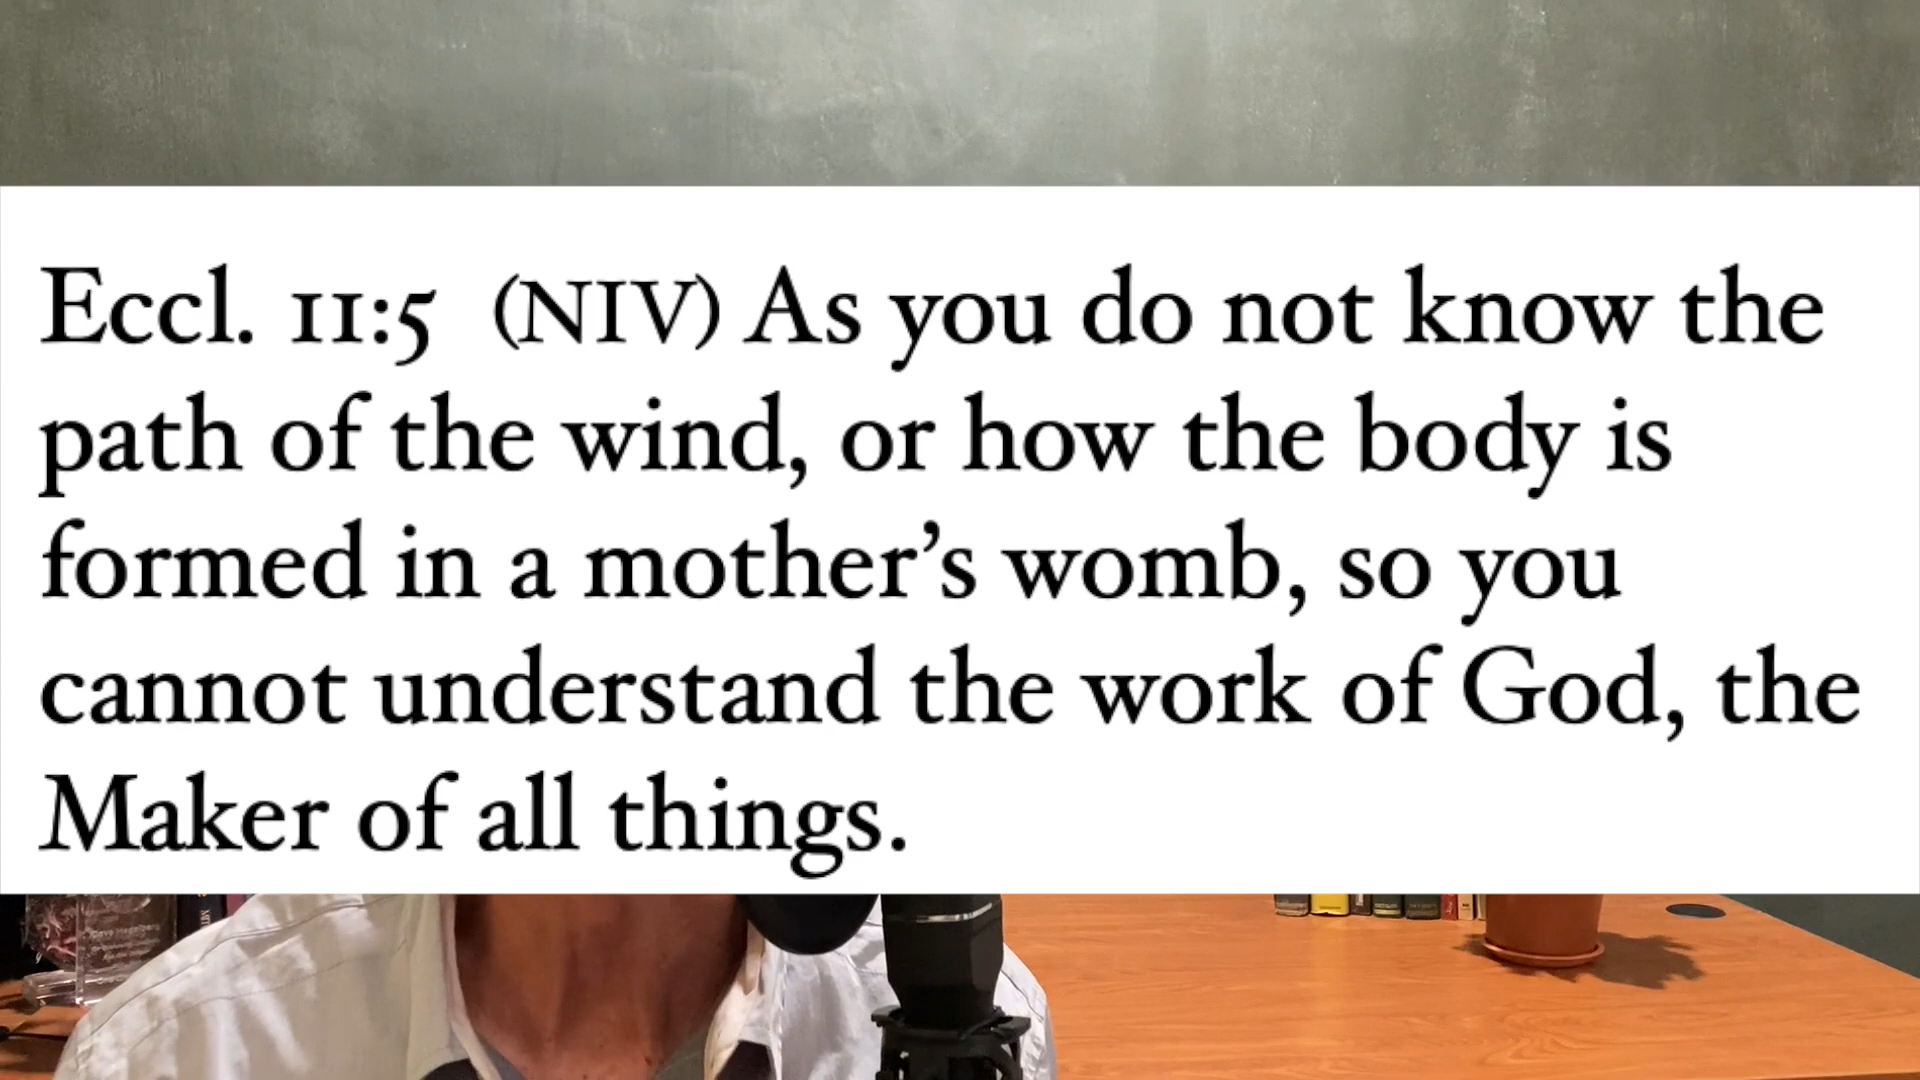 Eccl. 11:5 (NIV) As you do not know the
path of the wind, or how the body is
formed in a mother’s womb, so you
cannot understand the work of God, the
Maker of all things.